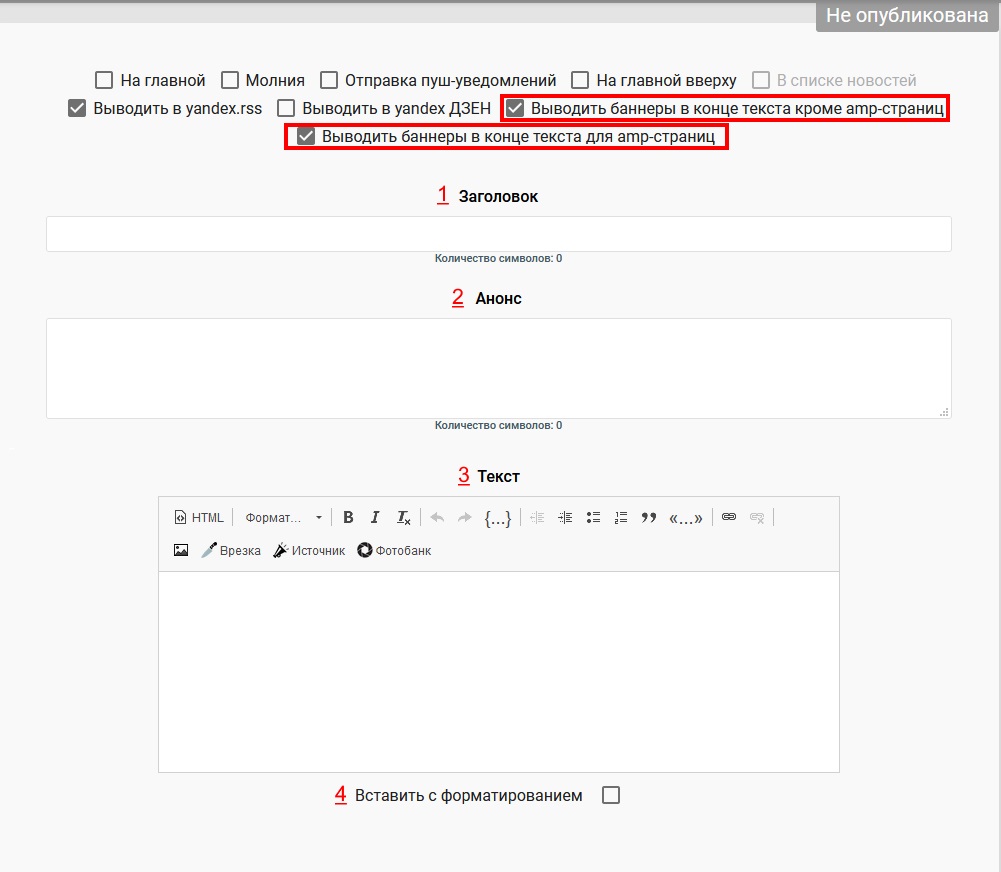 Не опубликована
На главной Молния Отправка пуш-уведомлений На главной вверху В списке новостей
Выводить в yandex.rss Выводить в yandex ДЗЕН Выводить баннеры в конце текста кроме amp-страниц
Выводить баннеры в конце текста для amp-страниц
1 Заголовок
Количество символов: 0
2 Анонс
Количество символов: 0
3 Текст
HTML Формат... B I Tx {...} «...»
Врезка Источник Фотобанк
4 Вставить с форматированием